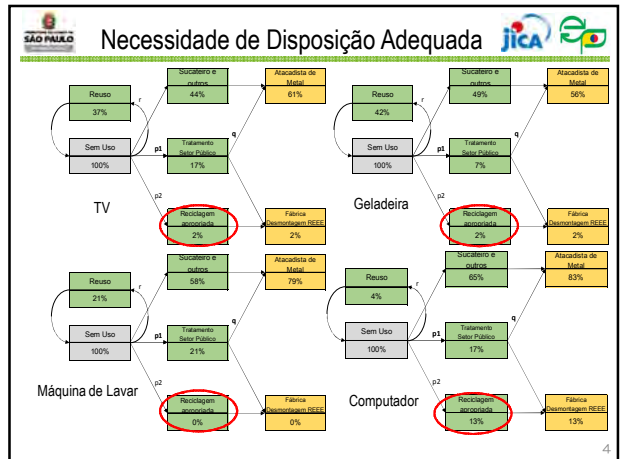 SÃO PAULO
Necessidade de Disposição Adequada
jICA
Reuso
37%
r
Sem Uso
100%
Sucateiro e
outros
44%
p1
Tratamento
Setor Público
17%
p2
Reciclagem
apropriada
2%
q
Atacadista de
Metal
61%
Fábrica
Desmontagem REEE
2%
TV
Reuso
42%
r
Sem Uso
100%
Sucateiro e
outros
49%
p1
Tratamento
Setor Público
7%
p2
Reciclagem
apropriada
2%
q
Atacadista de
Metal
56%
Fábrica
Desmontagem REEE
2%
Geladeira
Reuso
21%
r
Sem Uso
100%
Sucateiro e
outros
58%
p1
Tratamento
Setor Público
21%
p2
Reciclagem
apropriada
0%
q
Atacadista de
Metal
79%
Fábrica
Desmontagem REEE
0%
Máquina de Lavar
Reuso
4%
r
Sem Uso
100%
Sucateiro e
outros
65%
p1
Tratamento
Setor Público
17%
p2
Reciclagem
apropriada
13%
q
Atacadista de
Metal
83%
Fábrica
Desmontagem REEE
13%
Computador
4